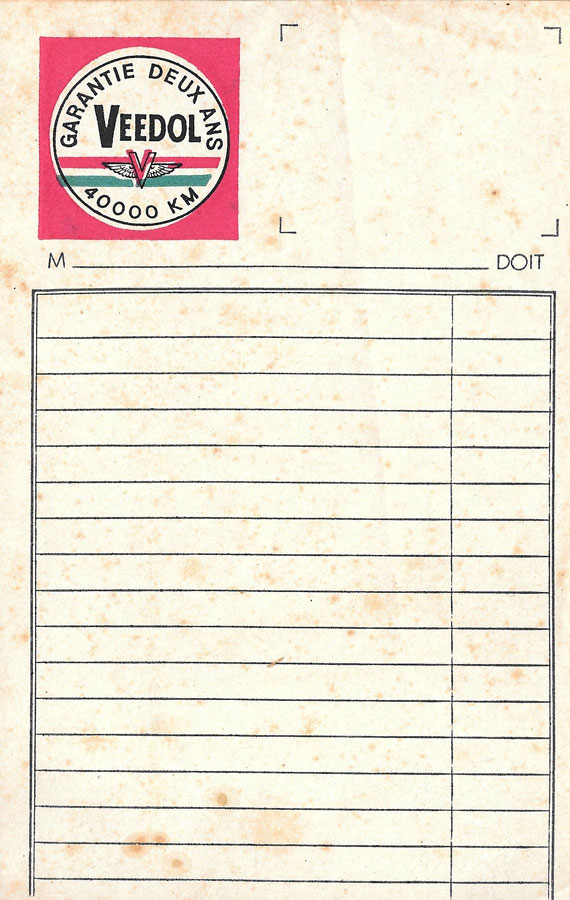 GARANTIE DEUX ANS
VEEDOL
V
40000 KM
M DOIT